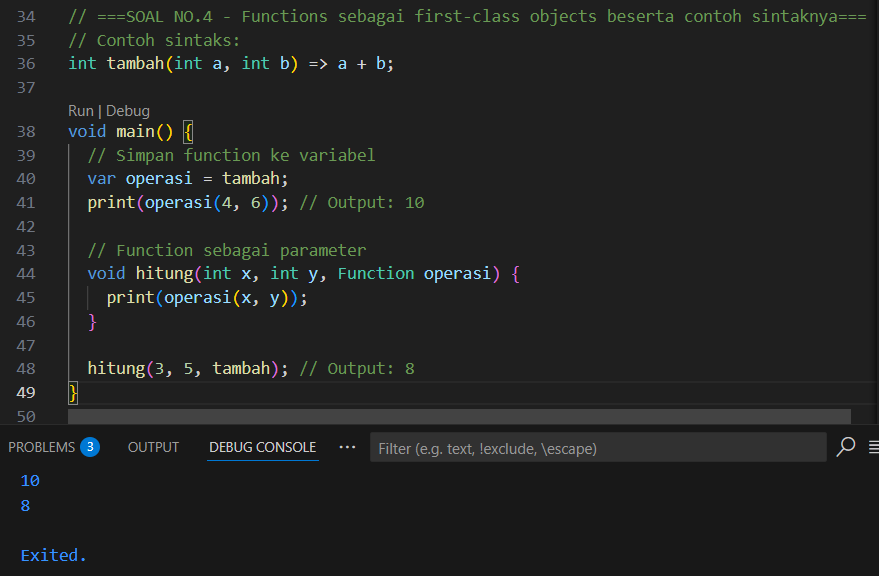 34 // ===SOAL NO.4 - Functions sebagai first-class objects beserta contoh sintaknya===
35 // Contoh sintaks:
36 int tambah(int a, int b) => a + b;
37
Run | Debug
38 void main() {
39   // Simpan function ke variabel
40   var operasi = tambah;
41   print(operasi(4, 6)); // Output: 10
42
43   // Function sebagai parameter
44   void hitung(int x, int y, Function operasi) {
45     print(operasi(x, y));
46   }
47
48   hitung(3, 5, tambah); // Output: 8
49 }
50
PROBLEMS 3 OUTPUT DEBUG CONSOLE ··· Filter (e.g. text, !exclude, \escape)
10
8
Exited.